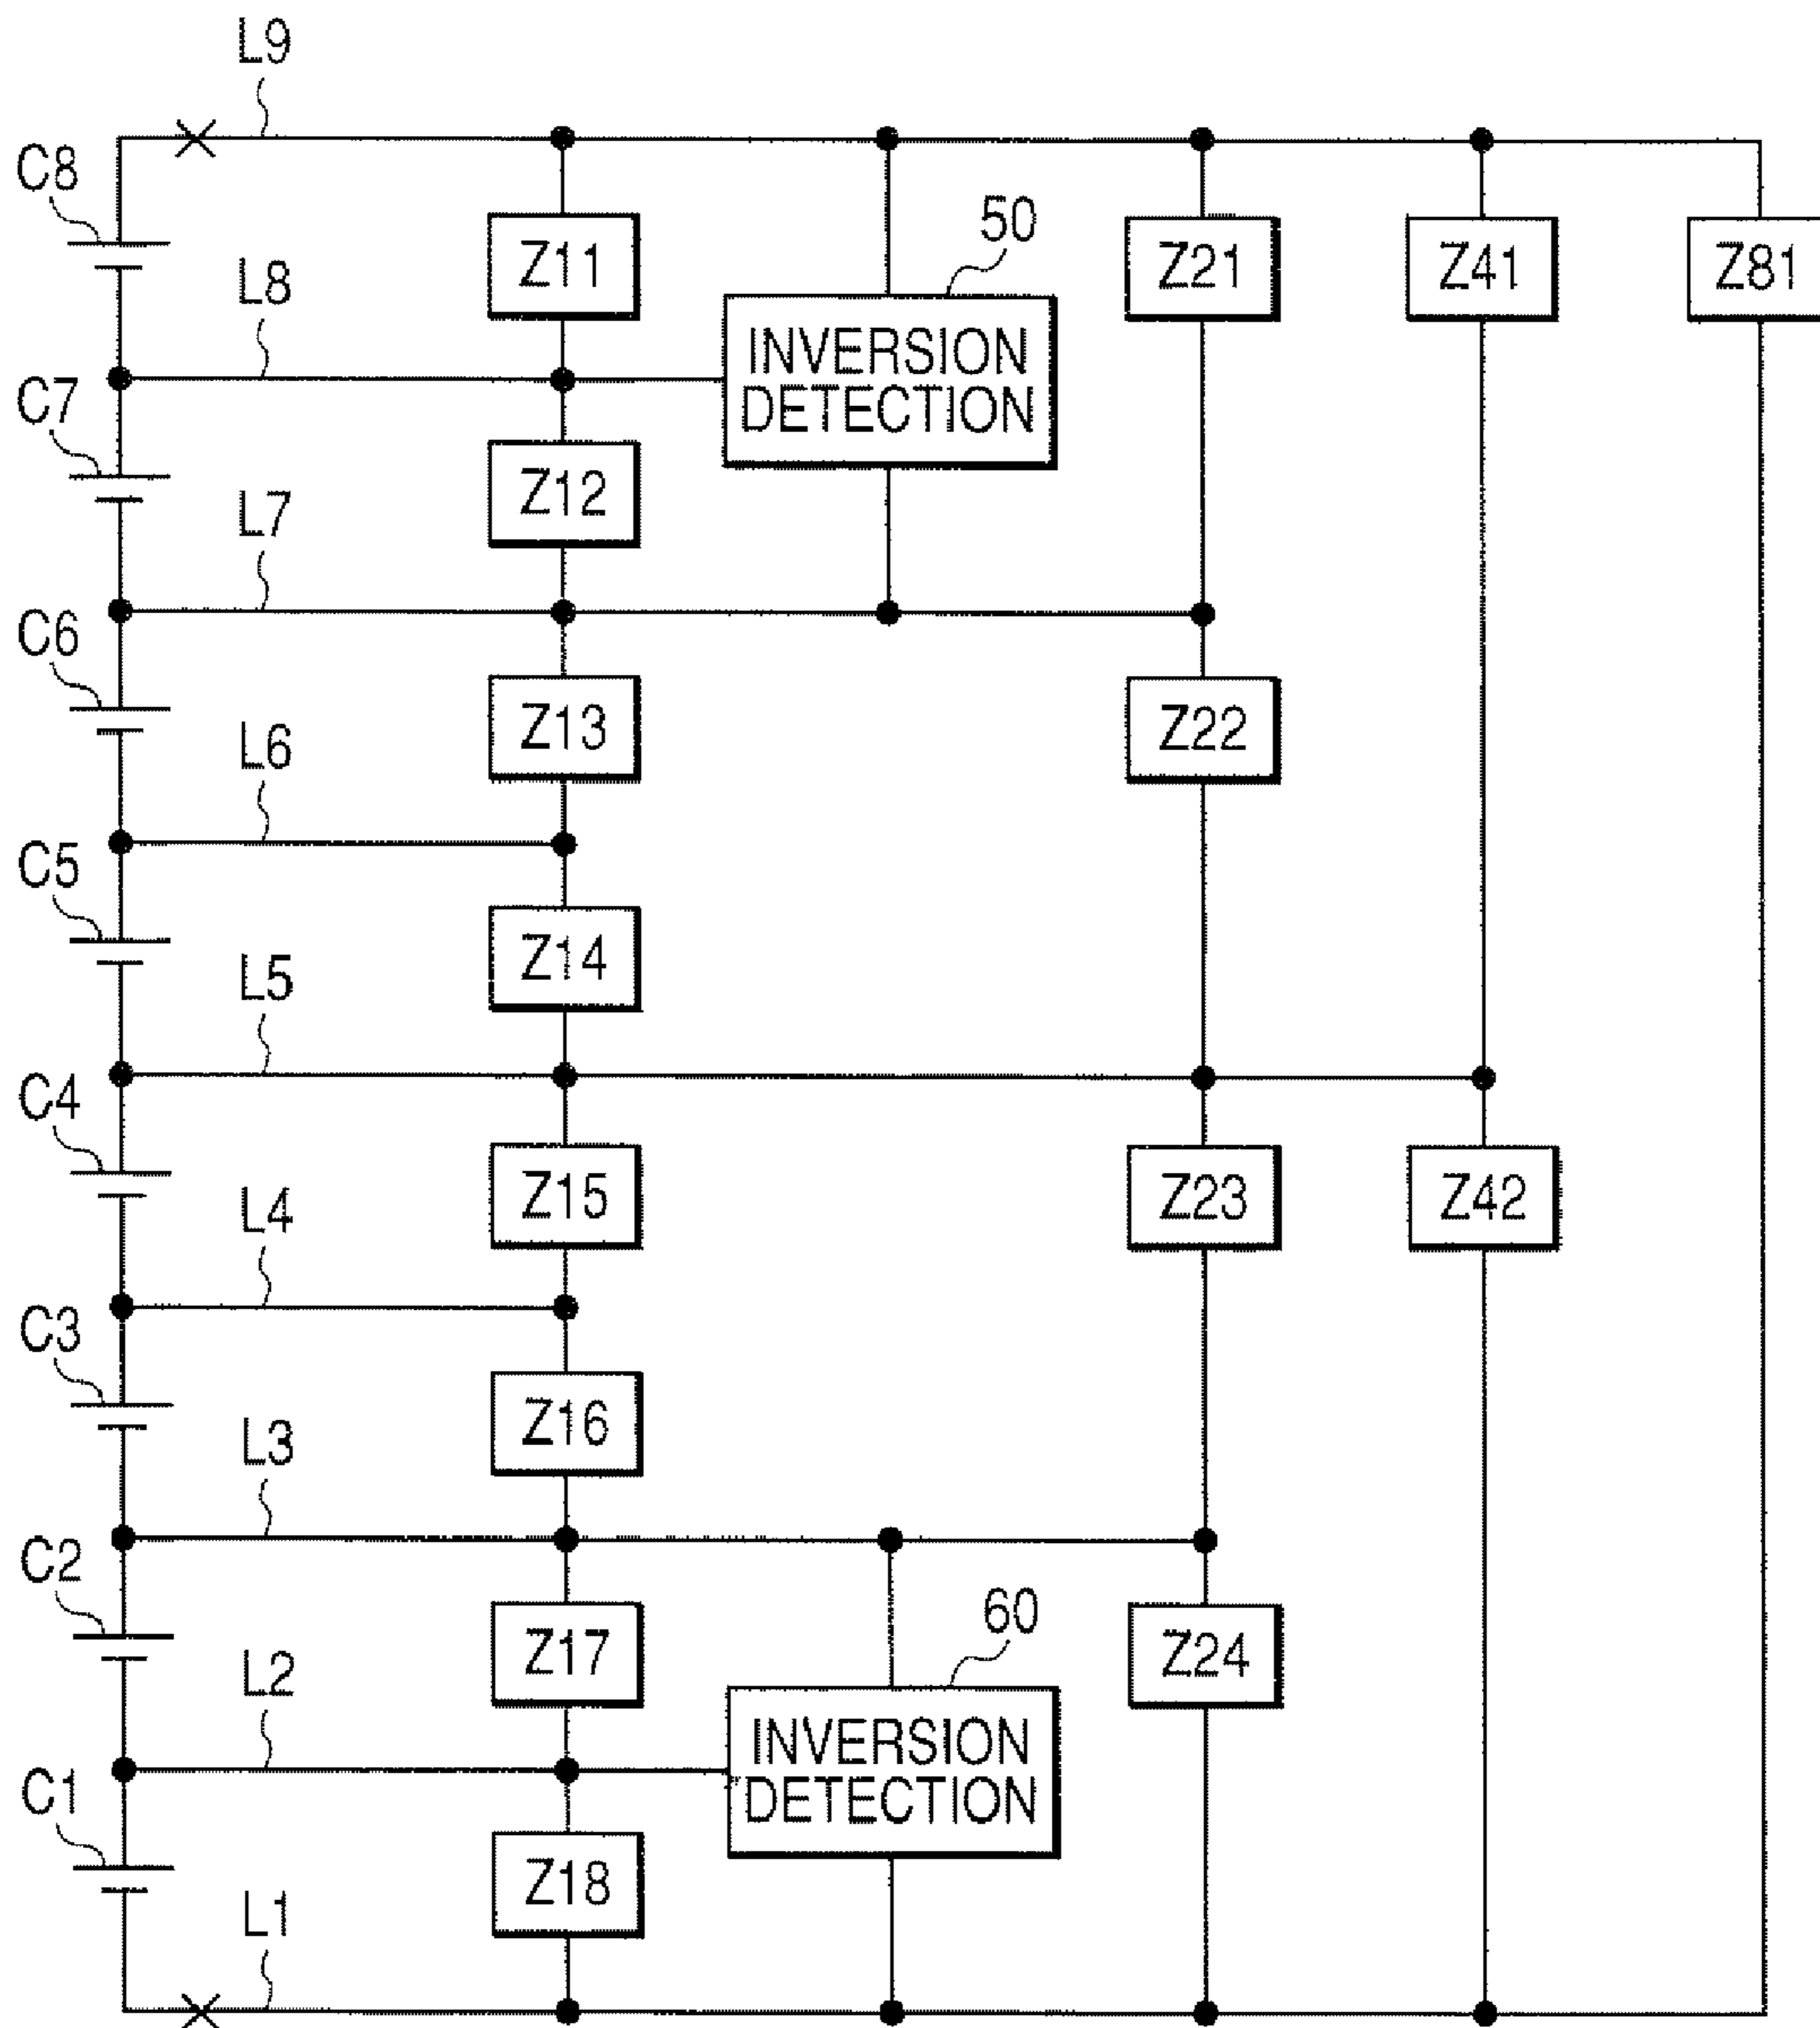 L9
C8
50
Z11
Z21
Z41
Z81
L8
INVERSION
DETECTION
C7
Z12
L7
C6
Z13
Z22
L6
C5
Z14
L5
C4
Z15
Z23
Z42
L4
C3
Z16
L3
C2
60
Z17
Z24
L2
INVERSION
DETECTION
C1
Z18
L1